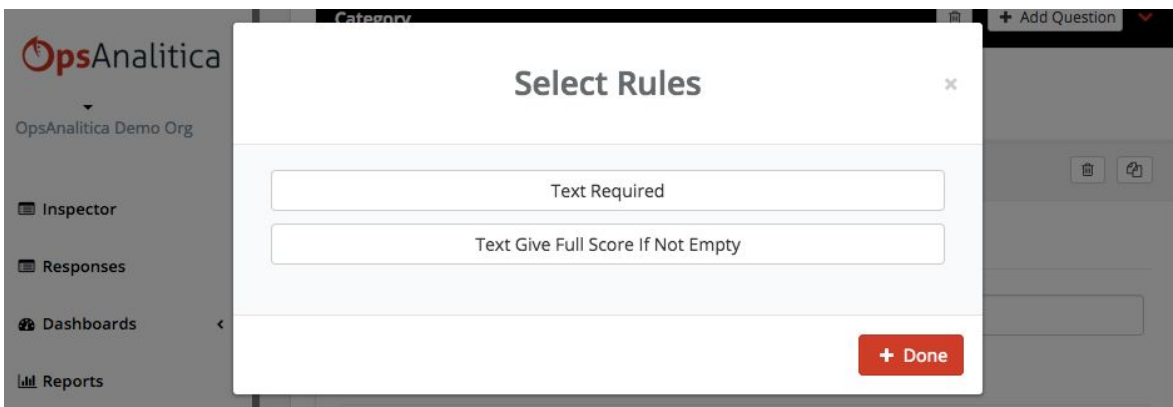 Category
+ Add Question
OpsAnalitica
OpsAnalitica Demo Org
Select Rules
×
Text Required
Text Give Full Score If Not Empty
Inspector
Responses
Dashboards
Reports
+ Done